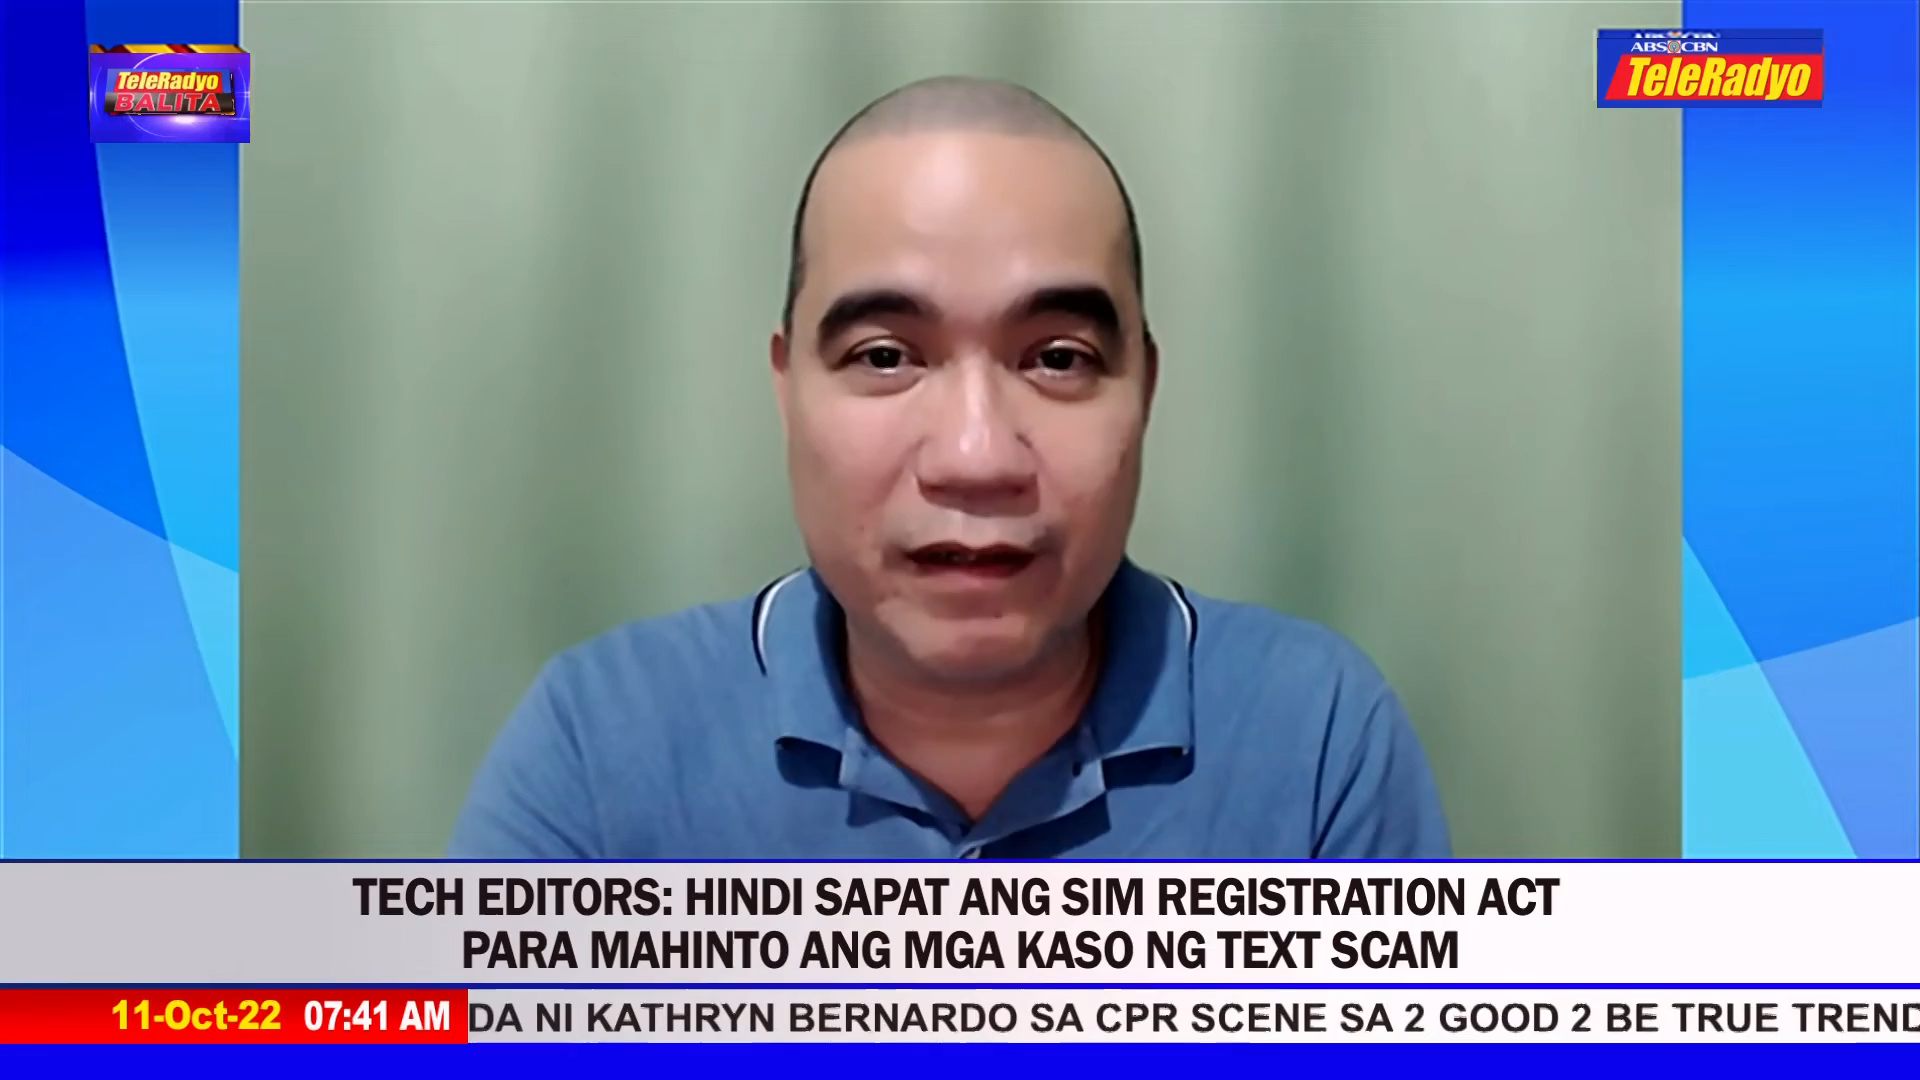 TeleRadyo
BALITA
ABS CBN
TeleRadyo
TECH EDITORS: HINDI SAPAT ANG SIM REGISTRATION ACT
PARA MAHINTO ANG MGA KASO NG TEXT SCAM
11-Oct-22 07:41 AM DA NI KATHRYN BERNARDO SA CPR SCENE SA 2 GOOD 2 BE TRUE TREND